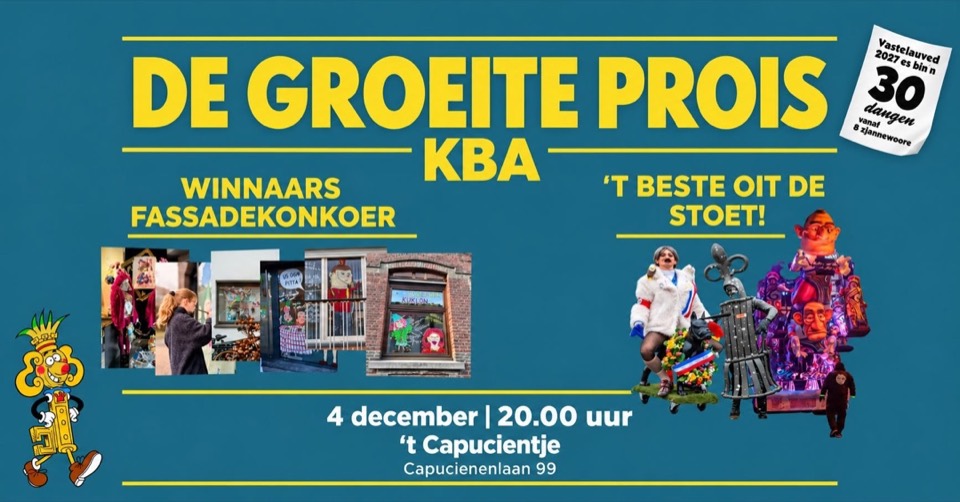 DE GROEITE PROIS
KBA
Vastelauved
2027 es bin n
30
dangen
vanaf
8 zjannewoore
WINNAARS
FASSADEKONKOER
‘T BESTE OIT DE
STOET!
4 december | 20.00 uur
‘t Capucientje
Capucienenlaan 99